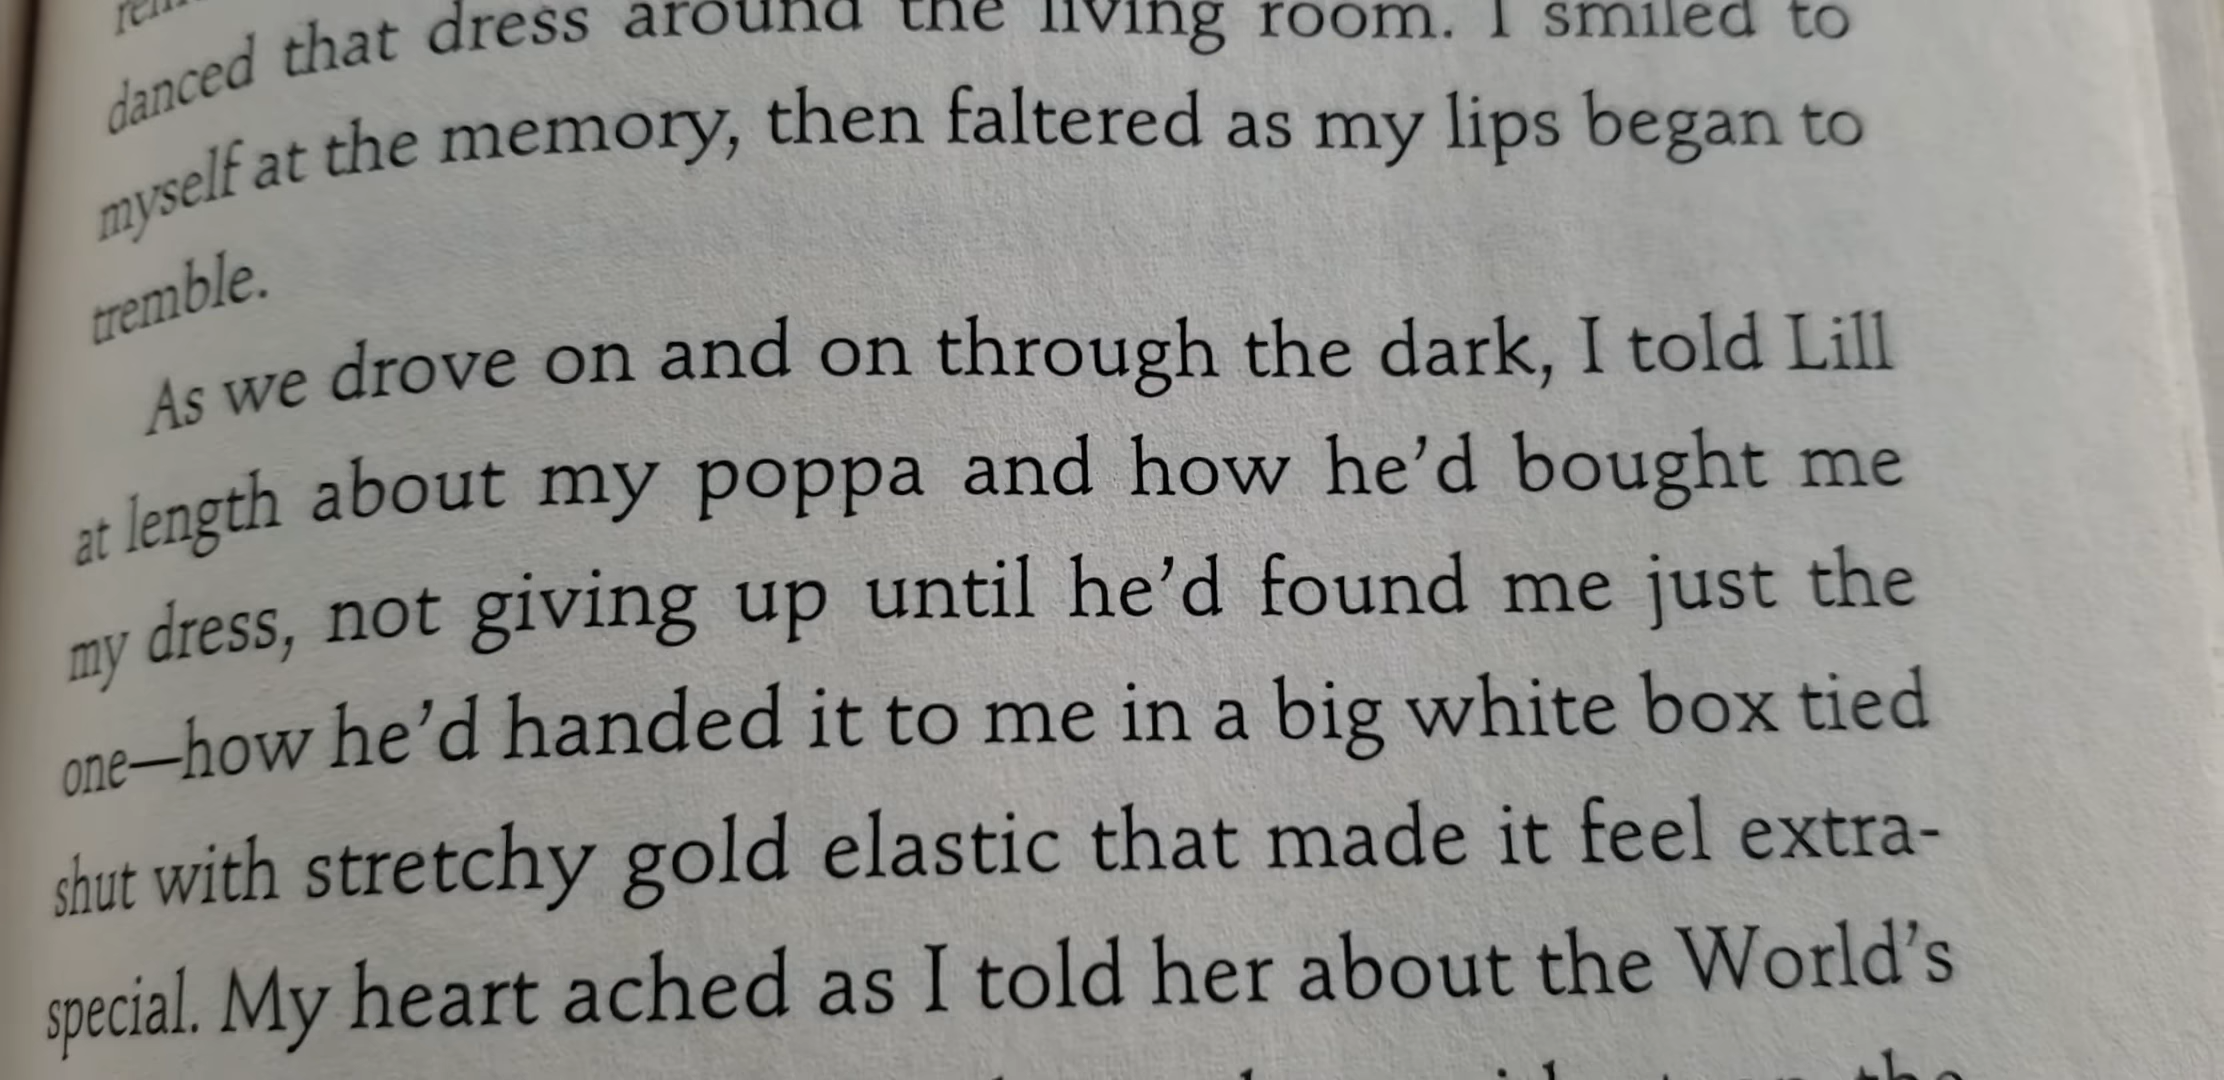 danced that dress around the living room. I smiled to
myself at the memory, then faltered as my lips began to
tremble.
As we drove on and on through the dark, I told Lill
at length about my poppa and how he’d bought me
my dress, not giving up until he’d found me just the
one—how he’d handed it to me in a big white box tied
shut with stretchy gold elastic that made it feel extra-
special. My heart ached as I told her about the World’s